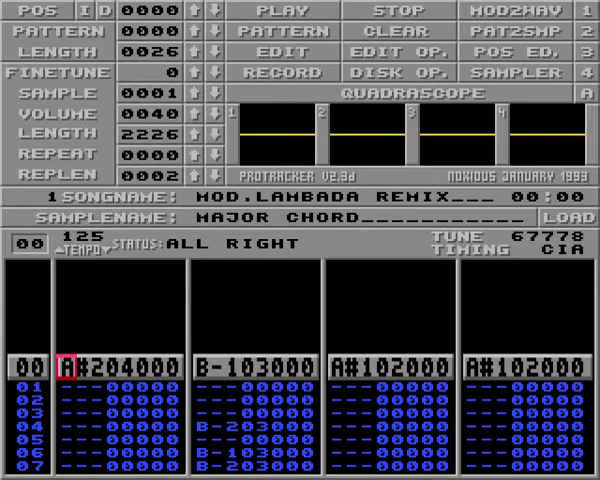 POS I D 0000 PLAY STOP MOD2WAV 1
PATTERN 0000 PATTERN CLEAR PAT2SMP 2
LENGTH 0026 EDIT EDIT OP. POS ED. 3
FINETUNE 0 RECORD DISK OP. SAMPLER 4
SAMPLE 0001 QUADRASCOPE A
VOLUME 0040 1 2 3 4
LENGTH 2226
REPEAT 0000
REPLEN 0002 PROTRACKER V2.3d NOXIOUS JANUARY 1993
1 SONGNAME: MOD.LAMBADA REMIX___ 00:00
SAMPLENAME: MAJOR CHORD___________ LOAD
00 125 TEMPO STATUS: ALL RIGHT TUNE 67778
TIMING CIA
00 A#204000 B-103000 A#102000 A#102000
01 ---00000 ---00000 ---00000 ---00000
02 ---00000 ---00000 ---00000 ---00000
03 ---00000 ---00000 ---00000 ---00000
04 ---00000 B-203000 ---00000 ---00000
05 ---00000 ---00000 ---00000 ---00000
06 ---00000 B-103000 ---00000 ---00000
07 ---00000 B-203000 ---00000 ---00000